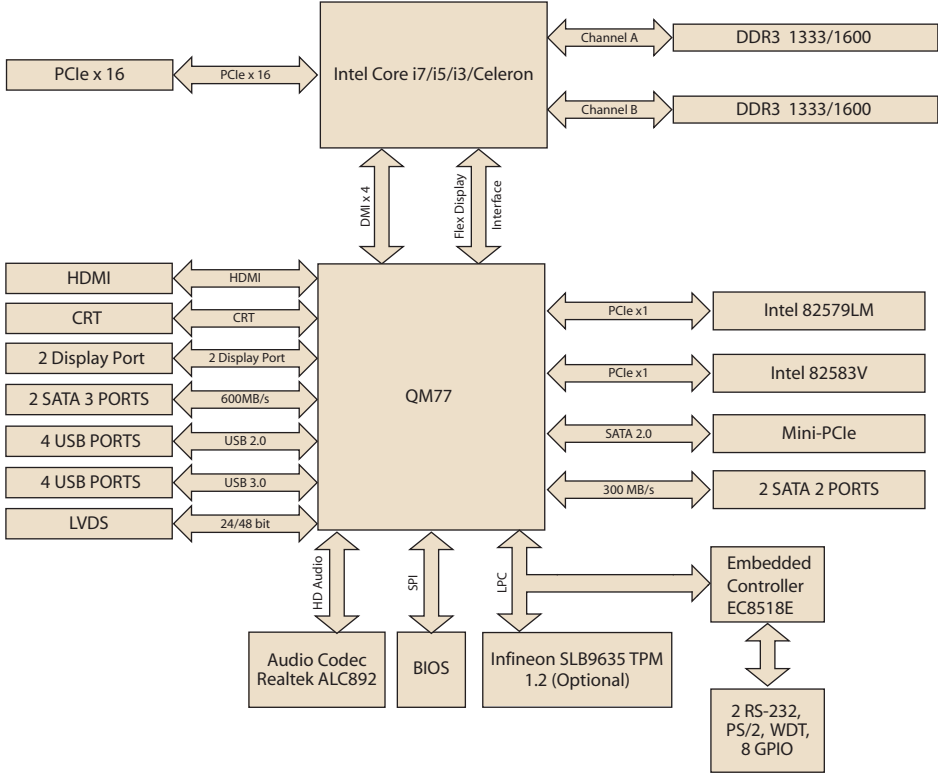 PCIe x 16
PCIe x 16
Intel Core i7/i5/i3/Celeron
Channel A
DDR3 1333/1600
Channel B
DDR3 1333/1600
DMI x 4
Flex Display
Interface
HDMI
HDMI
CRT
CRT
2 Display Port
2 Display Port
2 SATA 3 PORTS
600MB/s
4 USB PORTS
USB 2.0
4 USB PORTS
USB 3.0
LVDS
24/48 bit
QM77
PCIe x1
Intel 82579LM
PCIe x1
Intel 82583V
SATA 2.0
Mini-PCIe
300 MB/s
2 SATA 2 PORTS
HD Audio
SPI
LPC
Audio Codec
Realtek ALC892
BIOS
Infineon SLB9635 TPM
1.2 (Optional)
Embedded
Controller
EC8518E
2 RS-232,
PS/2, WDT,
8 GPIO